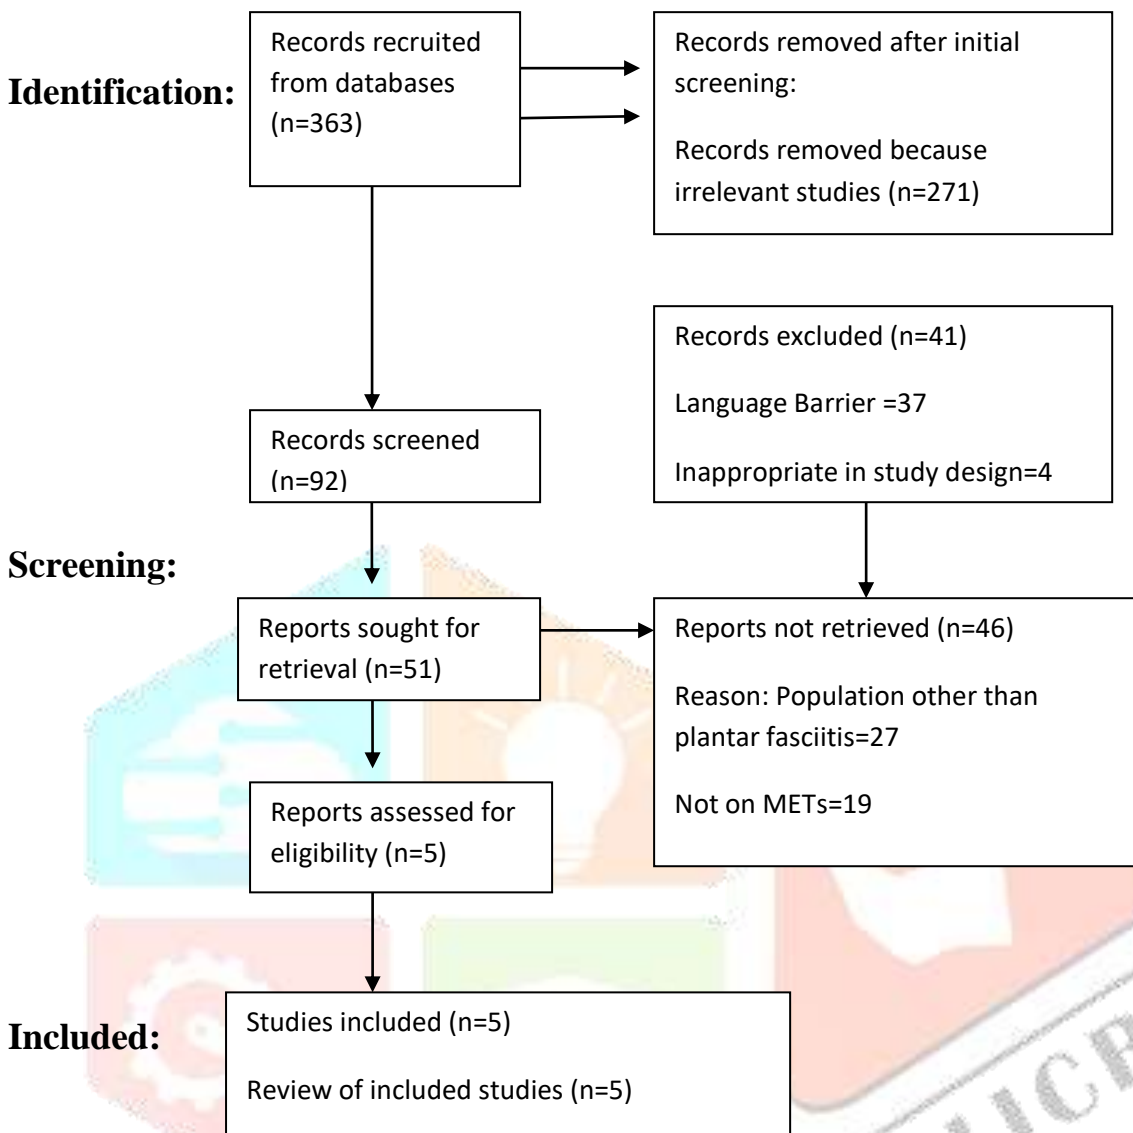 Identification:
Records recruited
from databases
(n=363)
Records removed after initial
screening:
Records removed because
irrelevant studies (n=271)
Records excluded (n=41)
Language Barrier =37
Inappropriate in study design=4
Records screened
(n=92)
Screening:
Reports sought for
retrieval (n=51)
Reports not retrieved (n=46)
Reason: Population other than
plantar fasciitis=27
Not on METs=19
Reports assessed for
eligibility (n=5)
Included:
Studies included (n=5)
Review of included studies (n=5)